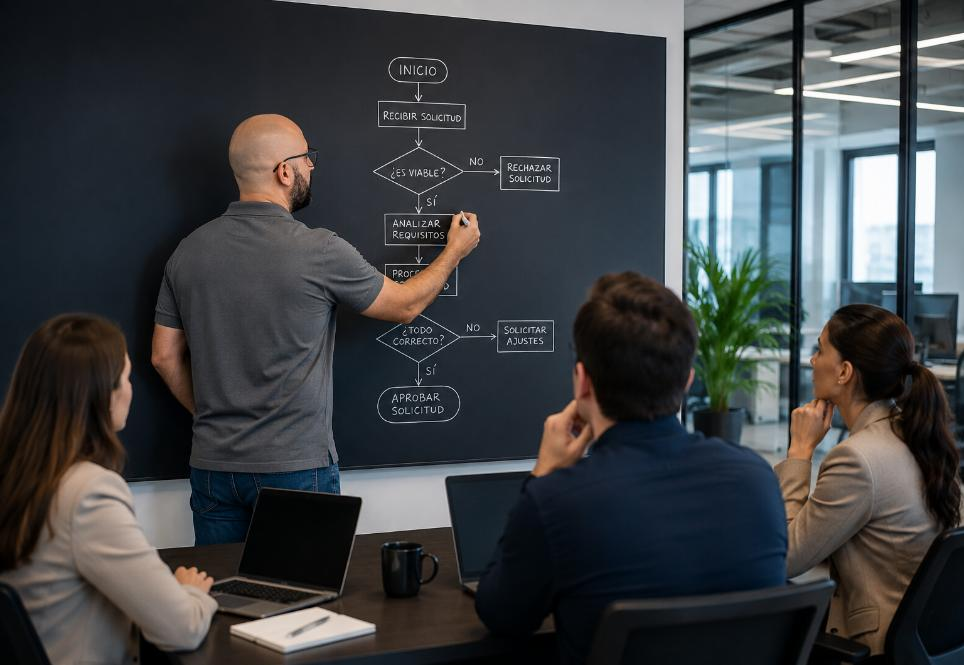 INICIO
RECIBIR SOLICITUD
¿ES VIABLE?
NO
RECHAZAR
SOLICITUD
SÍ
ANALIZAR
REQUISITOS
¿TODO
CORRECTO?
NO
SOLICITAR
AJUSTES
SÍ
APROBAR
SOLICITUD